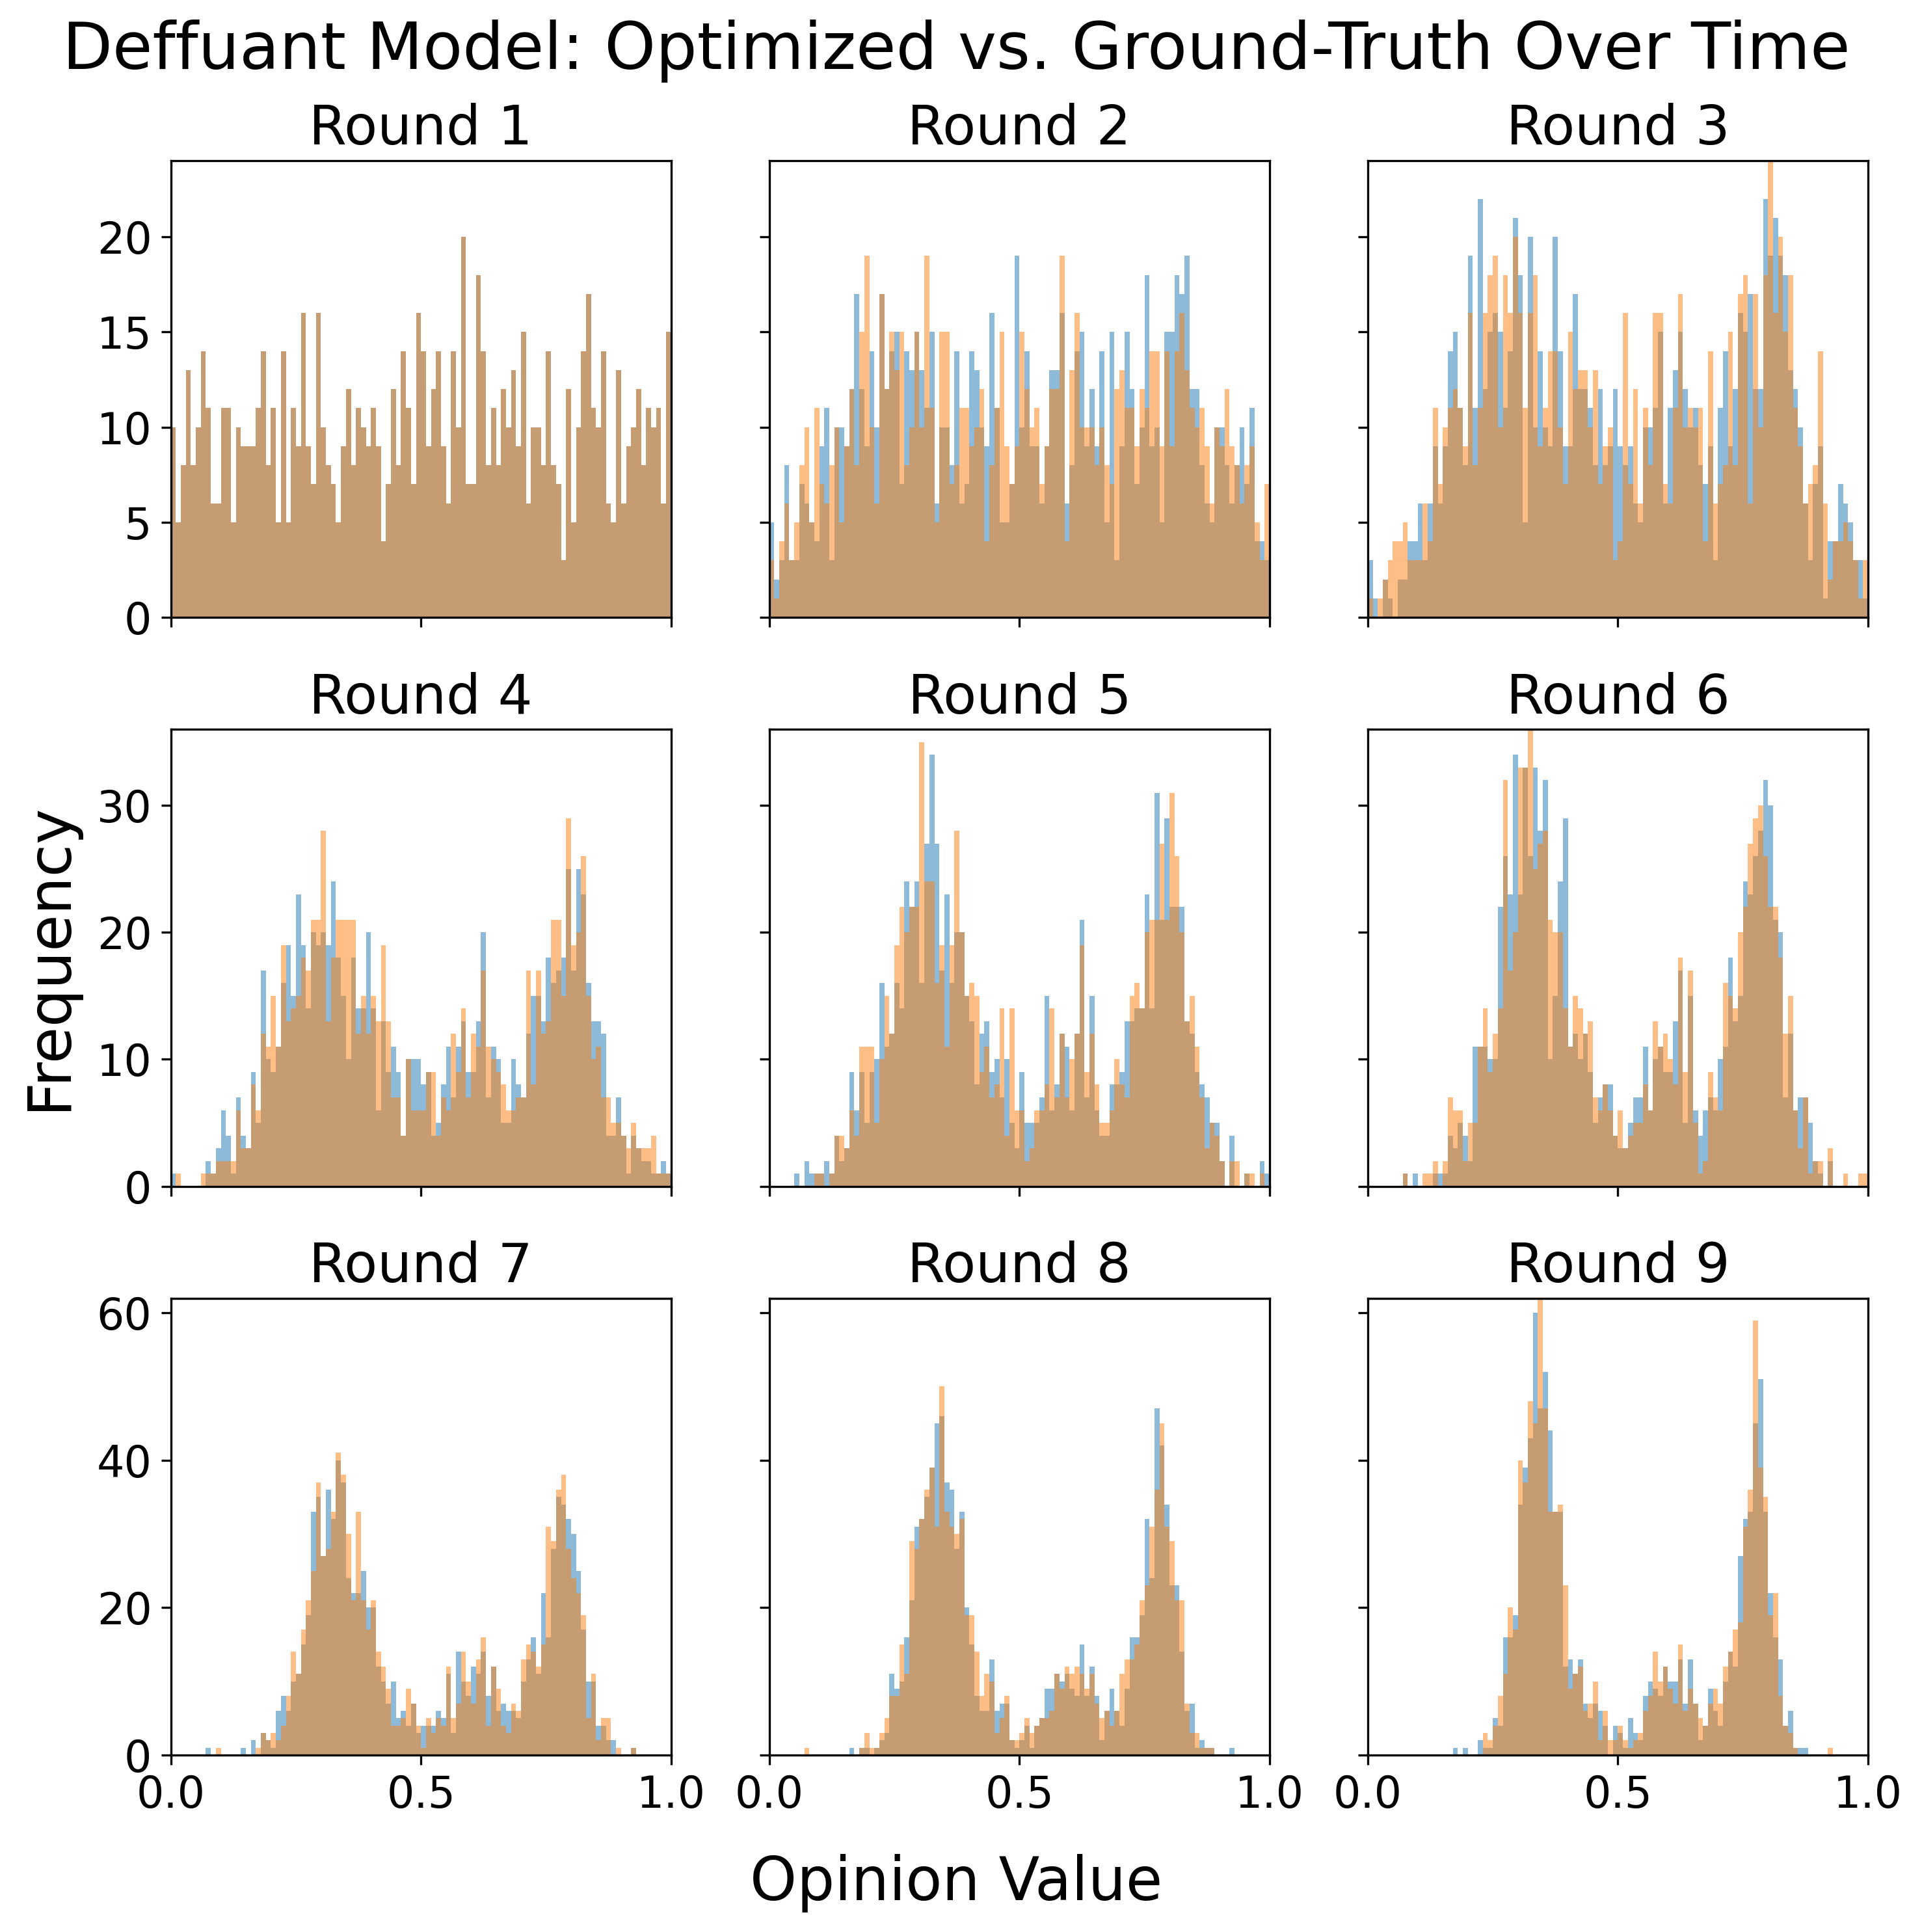 Deffuant Model: Optimized vs. Ground-Truth Over Time
Round 1
Round 2
Round 3
20
15
10
5
0
Round 4
Round 5
Round 6
Frequency
30
20
10
0
Round 7
Round 8
Round 9
60
40
20
0
0.0 0.5 1.0 0.0 0.5 1.0 0.0 0.5 1.0
Opinion Value